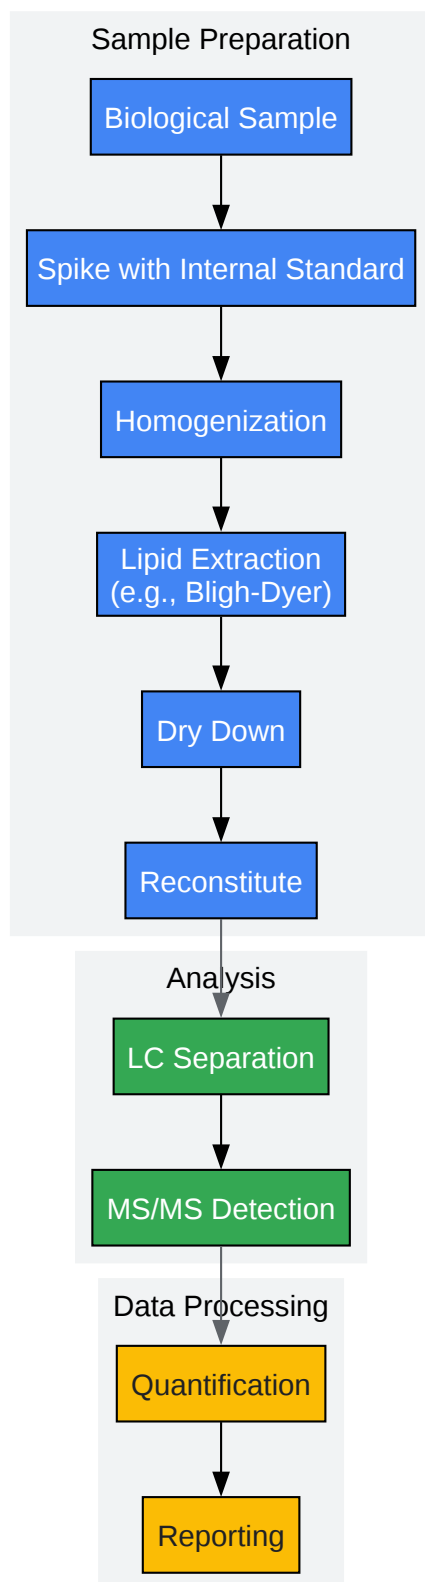 Sample Preparation
Biological Sample
Spike with Internal Standard
Homogenization
Lipid Extraction
(e.g., Bligh-Dyer)
Dry Down
Reconstitute
Analysis
LC Separation
MS/MS Detection
Data Processing
Quantification
Reporting